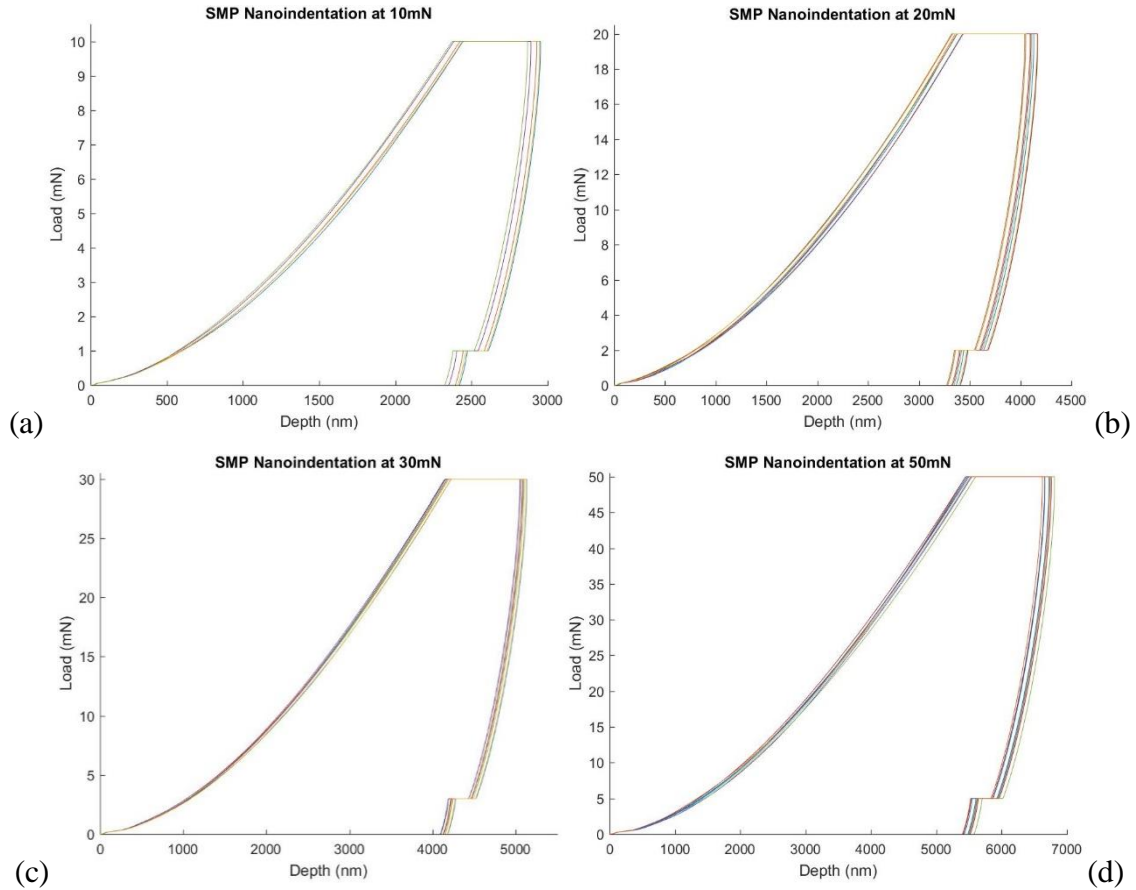 SMP Nanoindentation at 10mN
10
9
8
7
6
5
4
3
2
1
0
Load (mN)
0 500 1000 1500 2000 2500 3000
Depth (nm)
(a)
SMP Nanoindentation at 20mN
20
18
16
14
12
10
8
6
4
2
0
Load (mN)
0 500 1000 1500 2000 2500 3000 3500 4000 4500
Depth (nm)
(b)
SMP Nanoindentation at 30mN
30
25
20
15
10
5
0
Load (mN)
0 1000 2000 3000 4000 5000
Depth (nm)
(c)
SMP Nanoindentation at 50mN
50
45
40
35
30
25
20
15
10
5
0
Load (mN)
0 1000 2000 3000 4000 5000 6000 7000
Depth (nm)
(d)